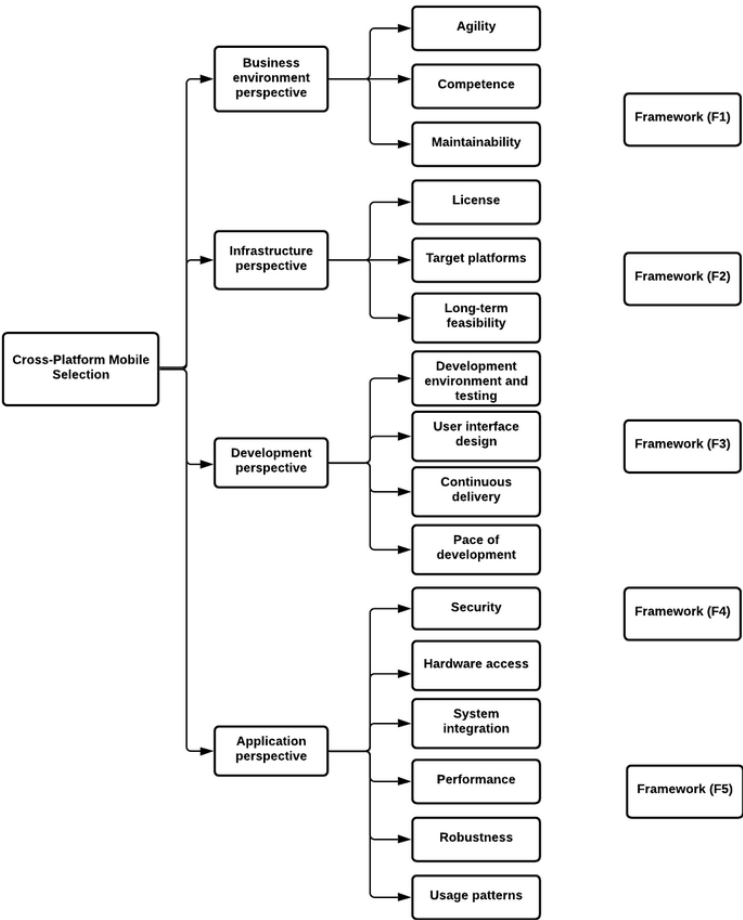 Cross-Platform Mobile
Selection
Business
environment
perspective
Infrastructure
perspective
Development
perspective
Application
perspective
Agility
Competence
Maintainability
License
Target platforms
Long-term
feasibility
Development
environment and
testing
User interface
design
Continuous
delivery
Pace of
development
Security
Hardware access
System
integration
Performance
Robustness
Usage patterns
Framework (F1)
Framework (F2)
Framework (F3)
Framework (F4)
Framework (F5)